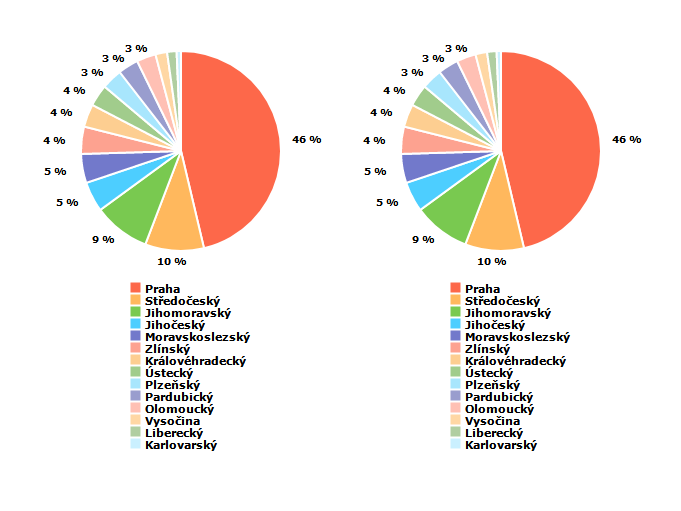 3 %
3 %
3 %
4 %
4 %
4 %
5 %
5 %
9 %
10 %
46 %
Praha
Středočeský
Jihomoravský
Jihočeský
Moravskoslezský
Zlínský
Královéhradecký
Ústecký
Plzeňský
Pardubický
Olomoucký
Vysočina
Liberecký
Karlovarský
3 %
3 %
3 %
4 %
4 %
4 %
5 %
5 %
9 %
10 %
46 %
Praha
Středočeský
Jihomoravský
Jihočeský
Moravskoslezský
Zlínský
Královéhradecký
Ústecký
Plzeňský
Pardubický
Olomoucký
Vysočina
Liberecký
Karlovarský